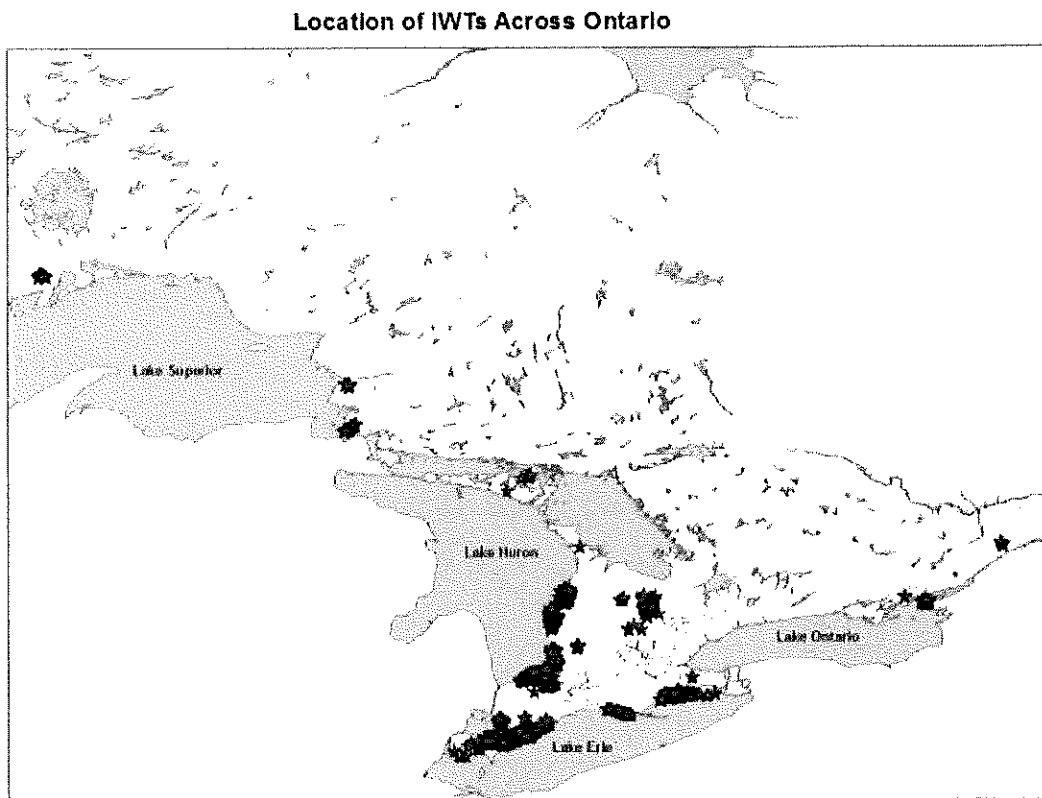 Location of IWTs Across Ontario
Lake Superior
Lake Huron
Lake Ontario
Lake Erie